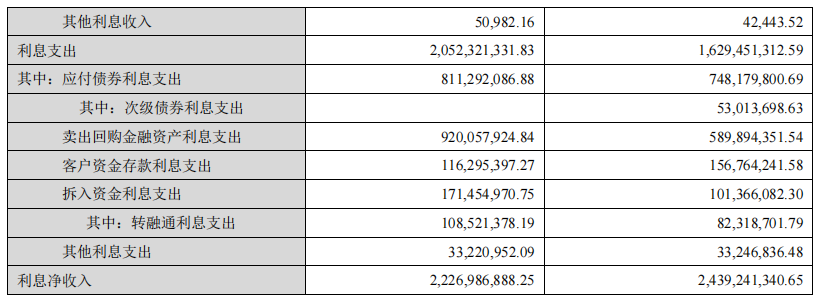 其他利息收入 50,982.16 42,443.52
利息支出 2,052,321,331.83 1,629,451,312.59
其中：应付债券利息支出 811,292,086.88 748,179,800.69
其中：次级债券利息支出 53,013,698.63
卖出回购金融资产利息支出 920,057,924.84 589,894,351.54
客户资金存款利息支出 116,295,397.27 156,764,241.58
拆入资金利息支出 171,454,970.75 101,366,082.30
其中：转融通利息支出 108,521,378.19 82,318,701.79
其他利息支出 33,220,952.09 33,246,836.48
利息净收入 2,226,986,888.25 2,439,241,340.65